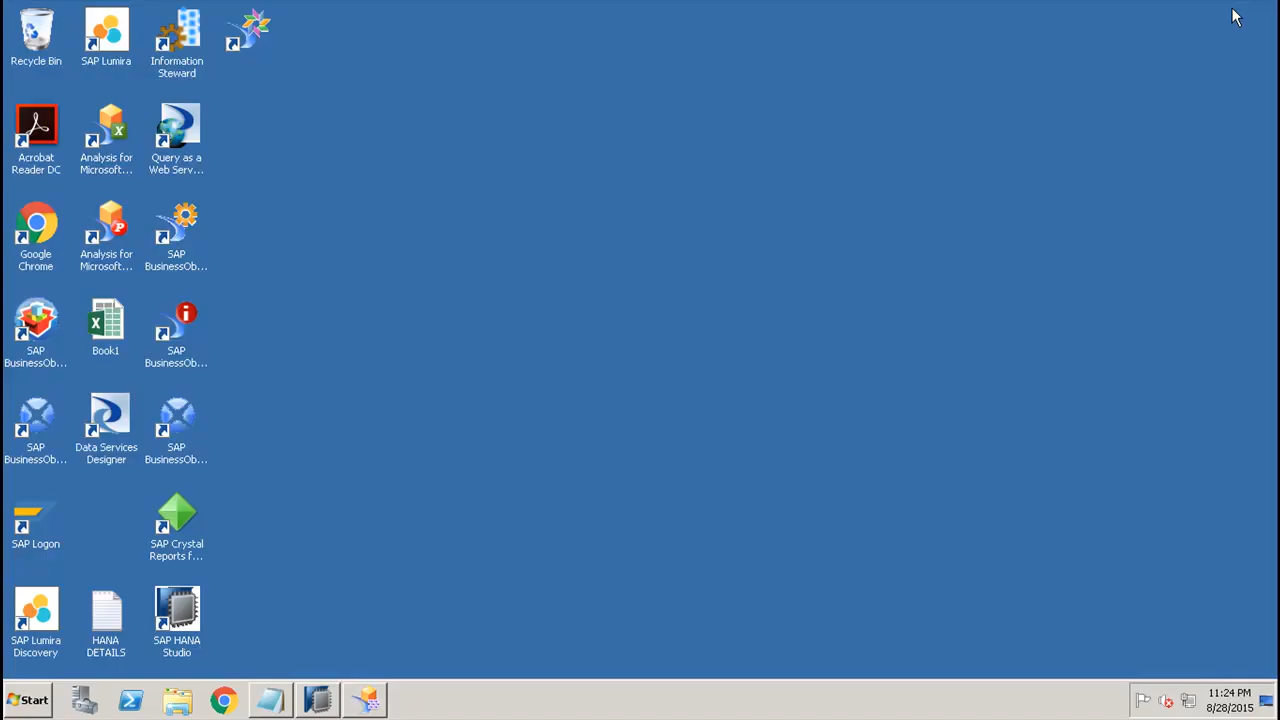 Recycle Bin
SAP Lumira
Information
Steward
Acrobat
Reader DC
Analysis for
Microsoft...
Query as a
Web Serv...
Google
Chrome
Analysis for
Microsoft...
SAP
BusinessOb...
SAP
BusinessOb...
Book1
SAP
BusinessOb...
SAP
BusinessOb...
Data Services
Designer
SAP
BusinessOb...
SAP Logon
SAP Crystal
Reports f...
SAP Lumira
Discovery
HANA
DETAILS
SAP HANA
Studio
Start
11:24 PM
8/28/2015